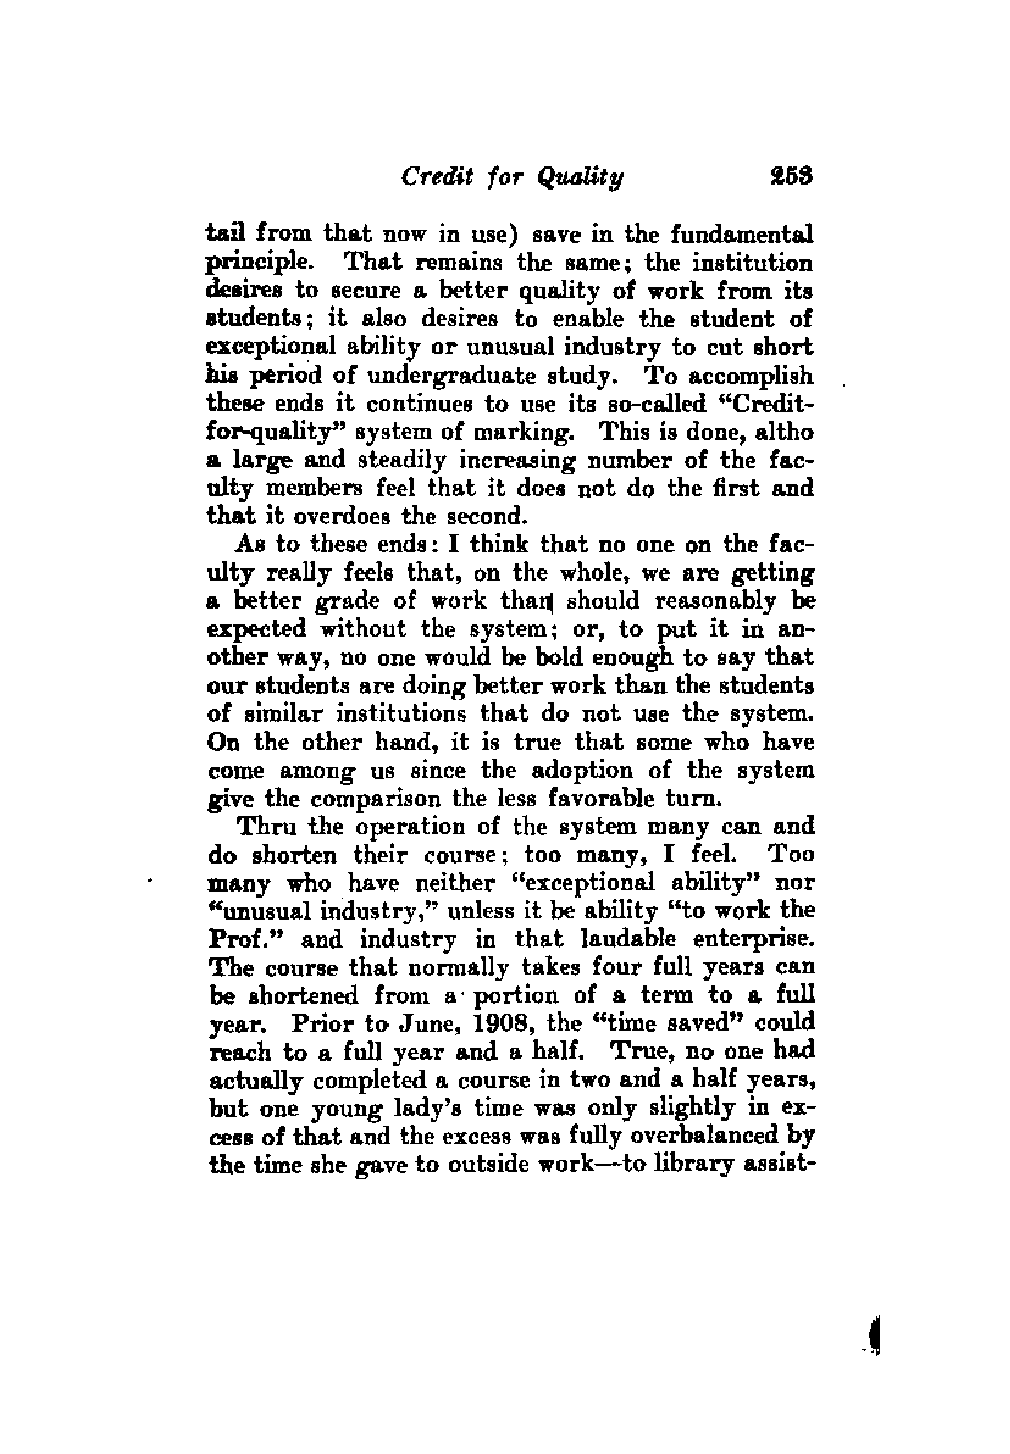 Credit for Quality 253
tail from that now in use) save in the fundamental
principle. That remains the same; the institution
desires to secure a better quality of work from its
students; it also desires to enable the student of
exceptional ability or unusual industry to cut short
his period of undergraduate study. To accomplish
these ends it continues to use its so-called "Credit-
for-quality" system of marking. This is done, altho
a large and steadily increasing number of the fac-
ulty members feel that it does not do the first and
that it overdoes the second.
As to these ends: I think that no one on the fac-
ulty really feels that, on the whole, we are getting
a better grade of work than should reasonably be
expected without the system; or, to put it in an-
other way, no one would be bold enough to say that
our students are doing better work than the students
of similar institutions that do not use the system.
On the other hand, it is true that some who have
come among us since the adoption of the system
give the comparison the less favorable turn.
Thru the operation of the system many can and
do shorten their course; too many, I feel. Too
many who have neither "exceptional ability" nor
"unusual industry," unless it be ability "to work the
Prof." and industry in that laudable enterprise.
The course that normally takes four full years can
be shortened from a portion of a term to a full
year. Prior to June, 1908, the "time saved" could
reach to a full year and a half. True, no one had
actually completed a course in two and a half years,
but one young lady's time was only slightly in ex-
cess of that and the excess was fully overbalanced by
the time she gave to outside work—to library assist-